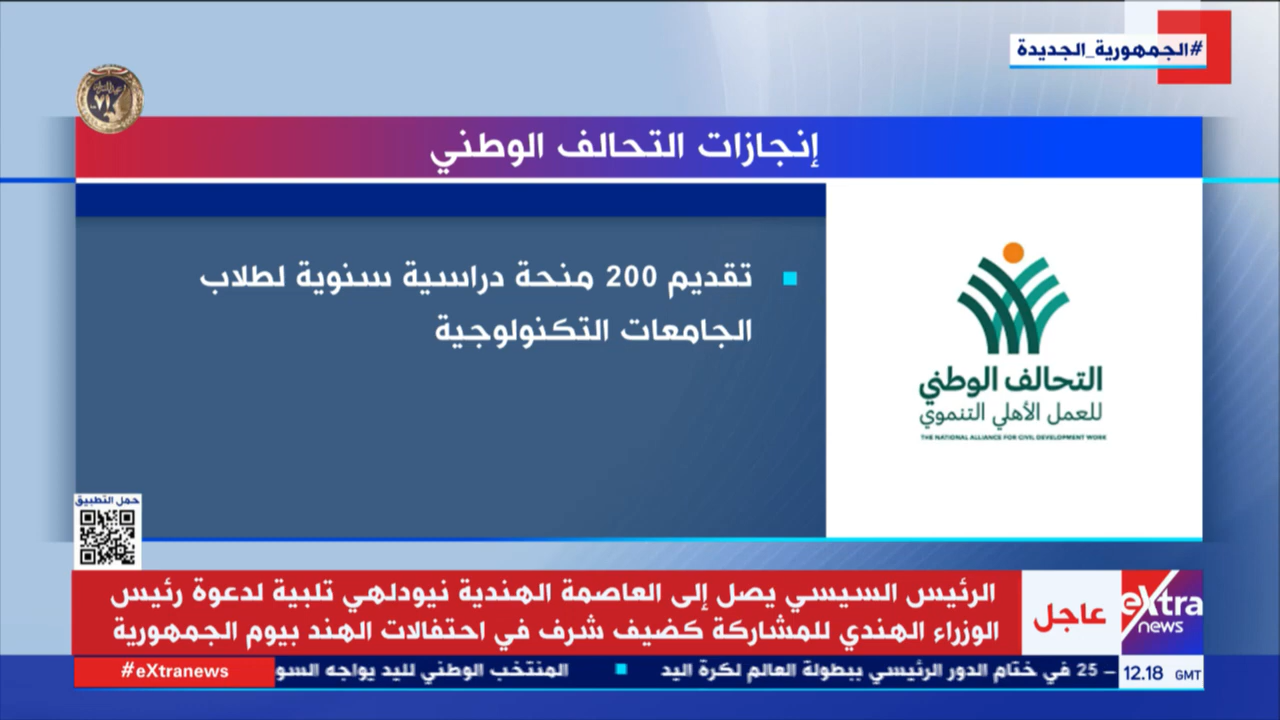 #الجمهورية_الجديدة
عيد الشرطة
٧١
إنجازات التحالف الوطني
تقديم 200 منحة دراسية سنوية لطلاب
الجامعات التكنولوجية
التحالف الوطني
للعمل الأهلي التنموي
THE NATIONAL ALLIANCE FOR CIVIL DEVELOPMENT WORK
حمل التطبيق
الرئيس السيسي يصل إلى العاصمة الهندية نيودلهي تلبية لدعوة رئيس
الوزراء الهندي للمشاركة كضيف شرف في احتفالات الهند بيوم الجمهورية
عاجل
eXtra
news
– 25 في ختام الدور الرئيسي ببطولة العالم لكرة اليد ■ المنتخب الوطني لليد يواجه السو
#eXtranews
12.18 GMT